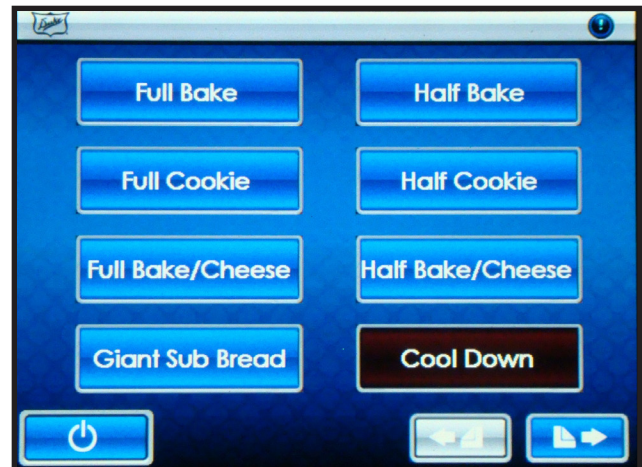 Full Bake
Half Bake
Full Cookie
Half Cookie
Full Bake/Cheese
Half Bake/Cheese
Giant Sub Bread
Cool Down